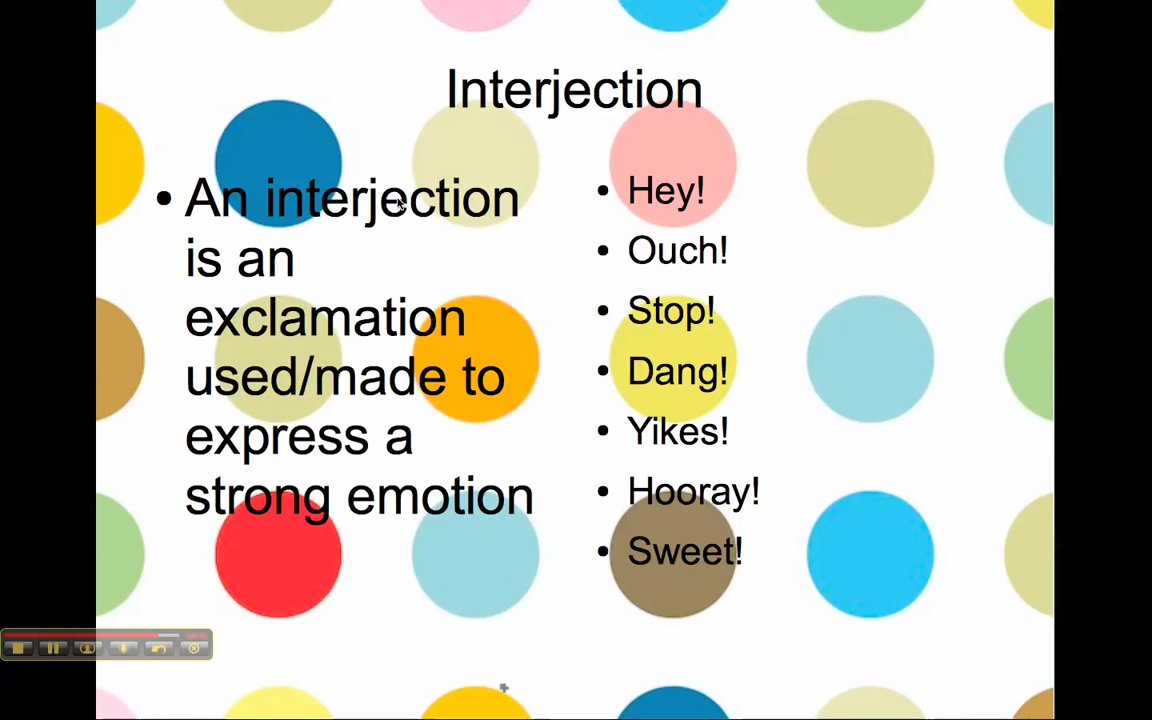 Interjection
• An interjection
is an
exclamation
used/made to
express a
strong emotion
• Hey!
• Ouch!
• Stop!
• Dang!
• Yikes!
• Hooray!
• Sweet!